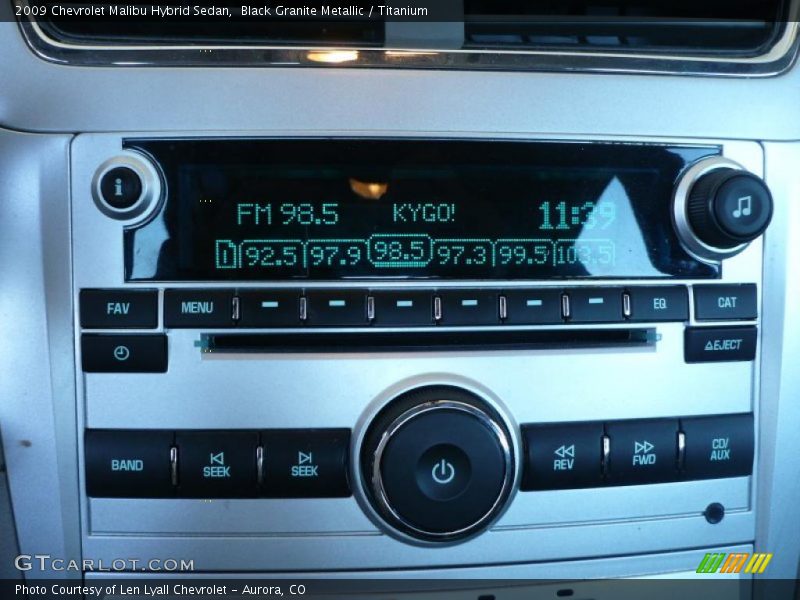 2009 Chevrolet Malibu Hybrid Sedan, Black Granite Metallic / Titanium
i
FM 98.5 KYGO! 11:39
D 92.5 97.9 98.5 97.3 99.5 103.5
FAV MENU EQ CAT
EJECT
BAND SEEK SEEK REV FWD CD/
AUX
GTCARLOT.COM
Photo Courtesy of Len Lyall Chevrolet - Aurora, CO